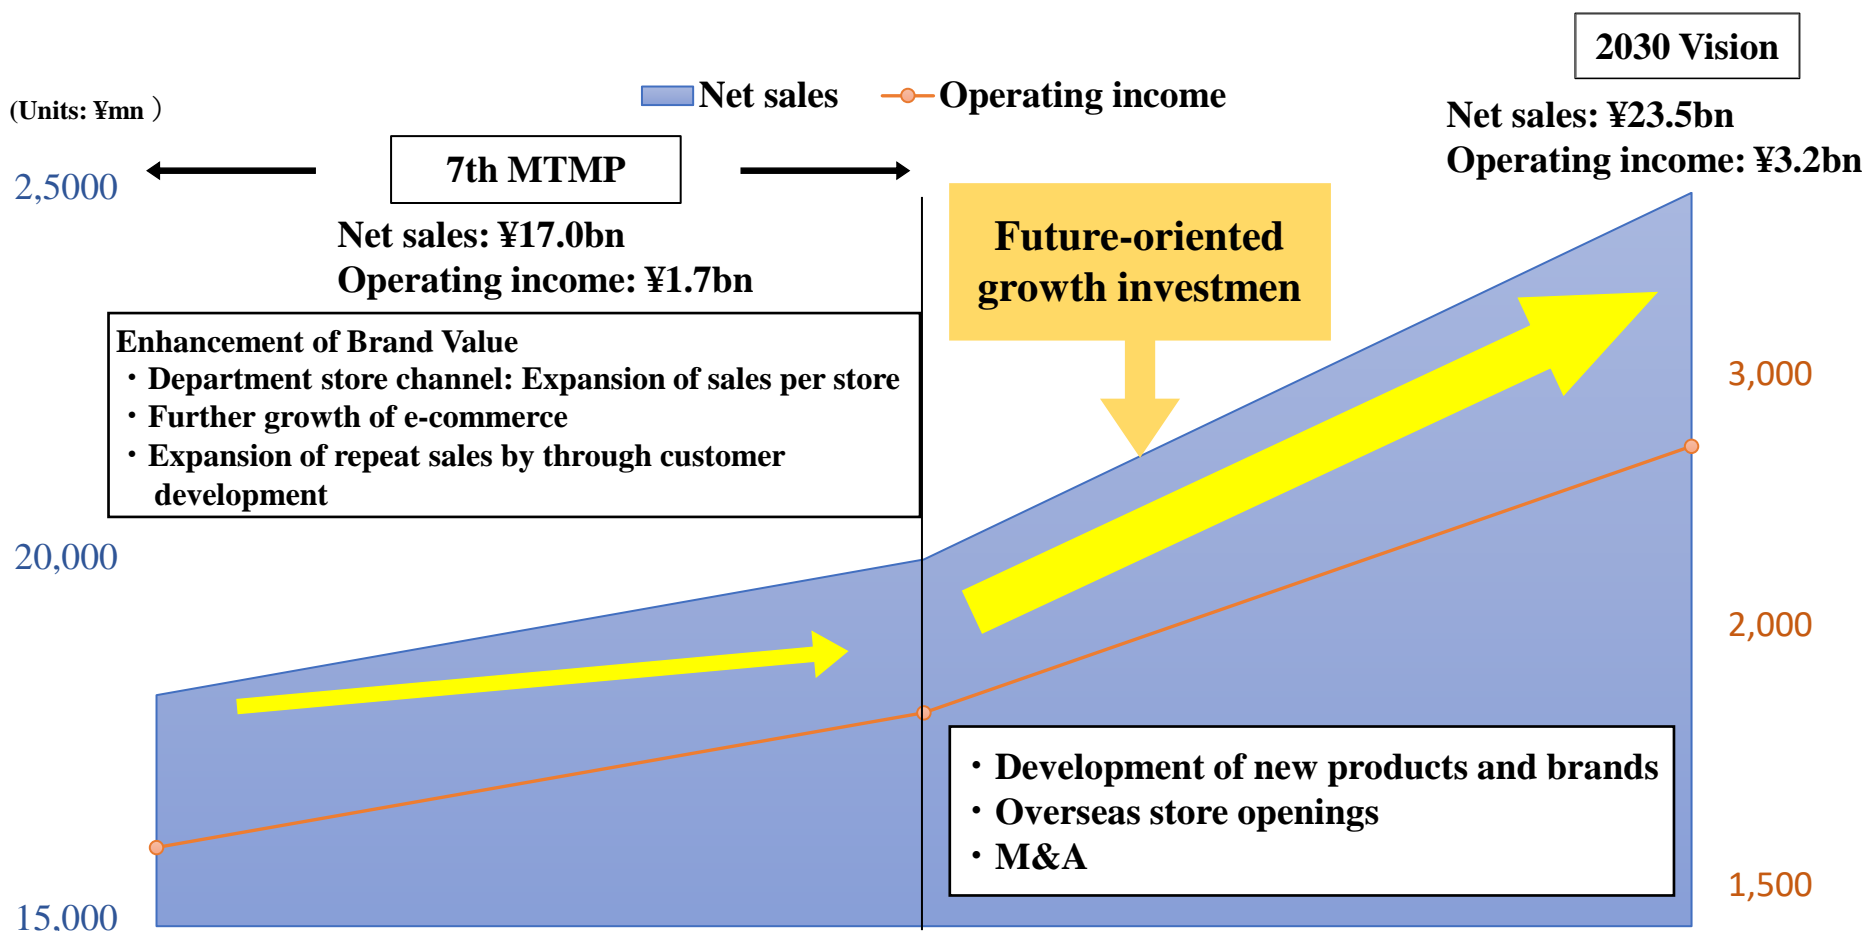 2030 Vision
Net sales
Operating income
(Units: ¥mn ）
Net sales: ¥23.5bn
Operating income: ¥3.2bn
7th MTMP
2,5000
Net sales: ¥17.0bn
Operating income: ¥1.7bn
Future-oriented
growth investmen
Enhancement of Brand Value
・Department store channel: Expansion of sales per store
・Further growth of e-commerce
・Expansion of repeat sales by through customer
development
3,000
20,000
2,000
・Development of new products and brands
・Overseas store openings
・M&A
1,500
15,000